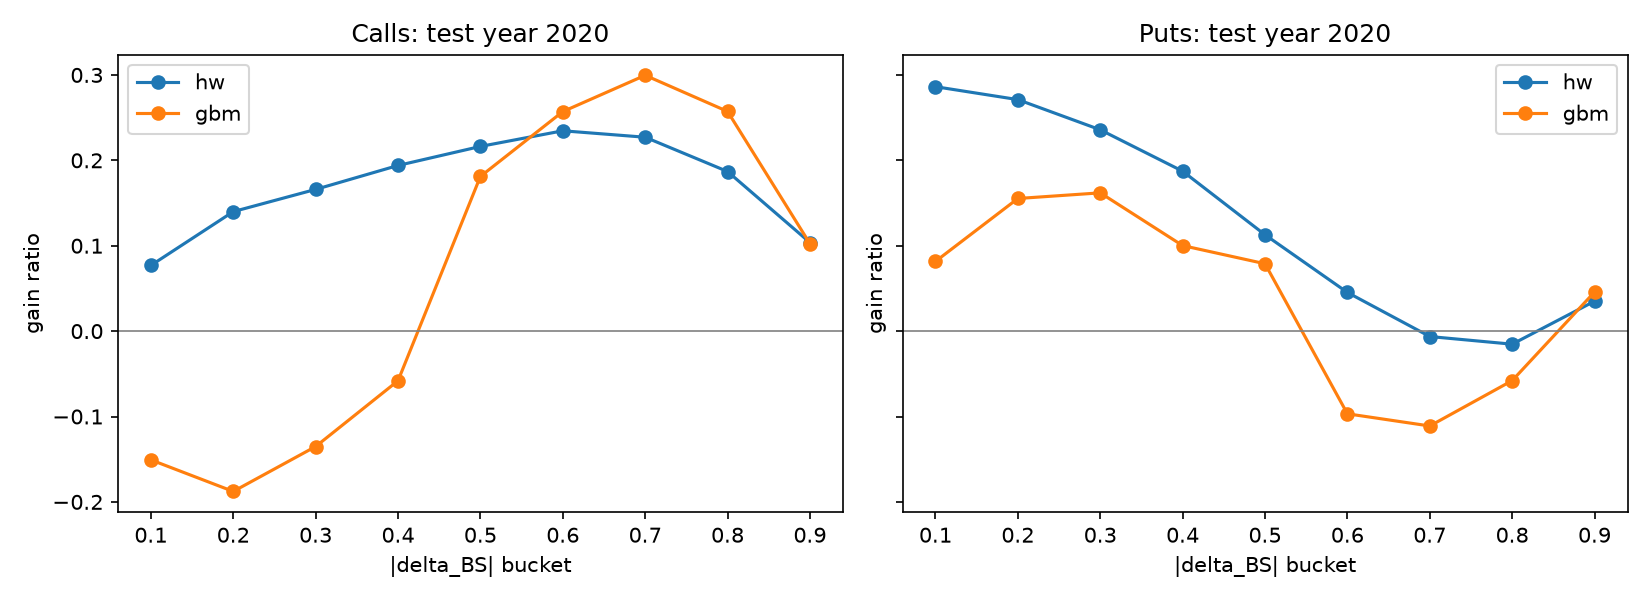 Calls: test year 2020
hw
gbm
gain ratio
0.3
0.2
0.1
0.0
−0.1
−0.2
0.1 0.2 0.3 0.4 0.5 0.6 0.7 0.8 0.9
|delta_BS| bucket
Puts: test year 2020
hw
gbm
gain ratio
0.1 0.2 0.3 0.4 0.5 0.6 0.7 0.8 0.9
|delta_BS| bucket